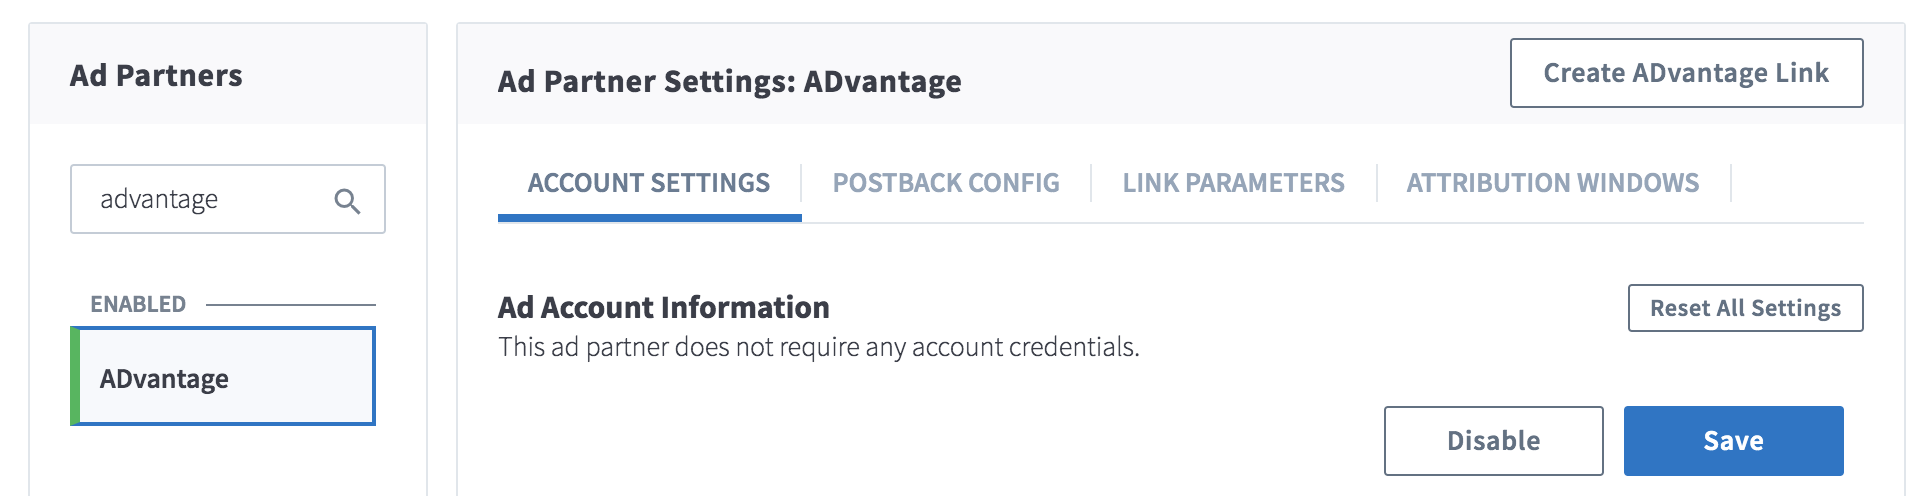 Ad Partners
advantage
ENABLED
ADvantage
Ad Partner Settings: ADvantage
Create ADvantage Link
ACCOUNT SETTINGS
POSTBACK CONFIG
LINK PARAMETERS
ATTRIBUTION WINDOWS
Ad Account Information
Reset All Settings
This ad partner does not require any account credentials.
Disable
Save